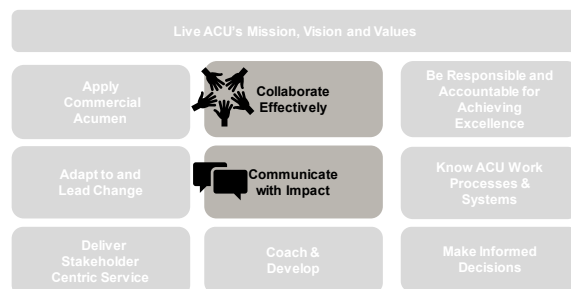 Live ACU's Mission, Vision and Values
Apply
Commercial
Acumen
Collaborate
Effectively
Be Responsible and
Accountable for
Achieving
Excellence
Adapt to and
Lead Change
Communicate
with Impact
Know ACU Work
Processes &
Systems
Deliver
Stakeholder
Centric Service
Coach &
Develop
Make Informed
Decisions